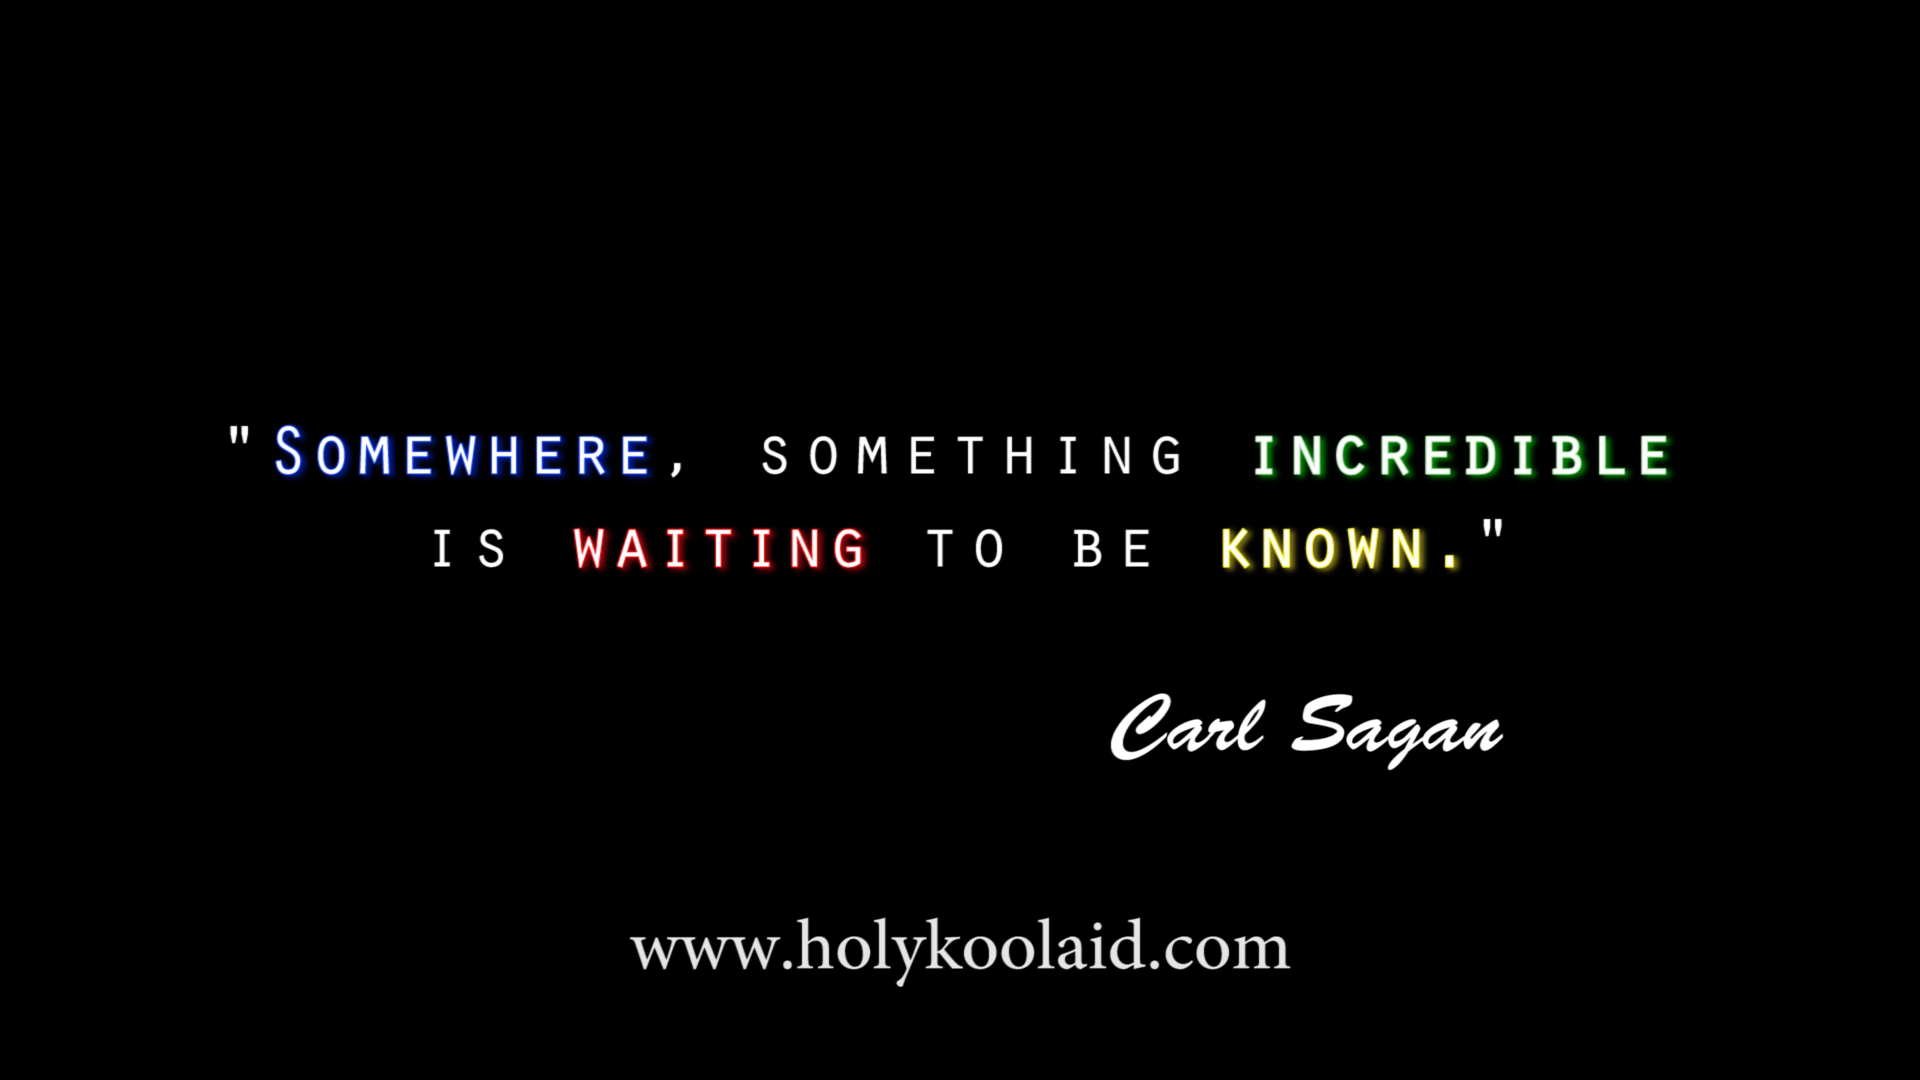 "Somewhere, something incredible
is waiting to be known."
Carl Sagan
www.holykoolaid.com